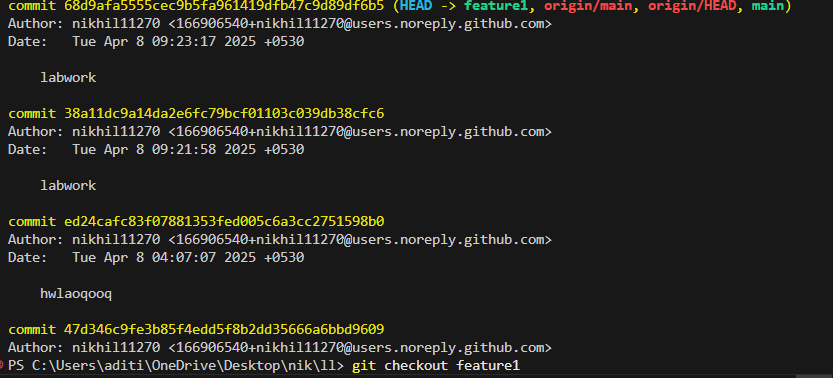 commit 68d9afa5555cec9b5fa961419dfb47c9d89df6b5 (HEAD -> feature1, origin/main, origin/HEAD, main)
Author: nikhil11270 <166906540+nikhil11270@users.noreply.github.com>
Date:   Tue Apr 8 09:23:17 2025 +0530
    labwork
commit 38a11dc9a14da2e6fc79bcf01103c039db38cfc6
Author: nikhil11270 <166906540+nikhil11270@users.noreply.github.com>
Date:   Tue Apr 8 09:21:58 2025 +0530
    labwork
commit ed24cafc83f07881353fed005c6a3cc2751598b0
Author: nikhil11270 <166906540+nikhil11270@users.noreply.github.com>
Date:   Tue Apr 8 04:07:07 2025 +0530
    hwlaoqooq
commit 47d346c9fe3b85f4edd5f8b2dd35666a6bbd9609
Author: nikhil11270 <166906540+nikhil11270@users.noreply.github.com>
PS C:\Users\aditi\OneDrive\Desktop\nik\ll> git checkout feature1